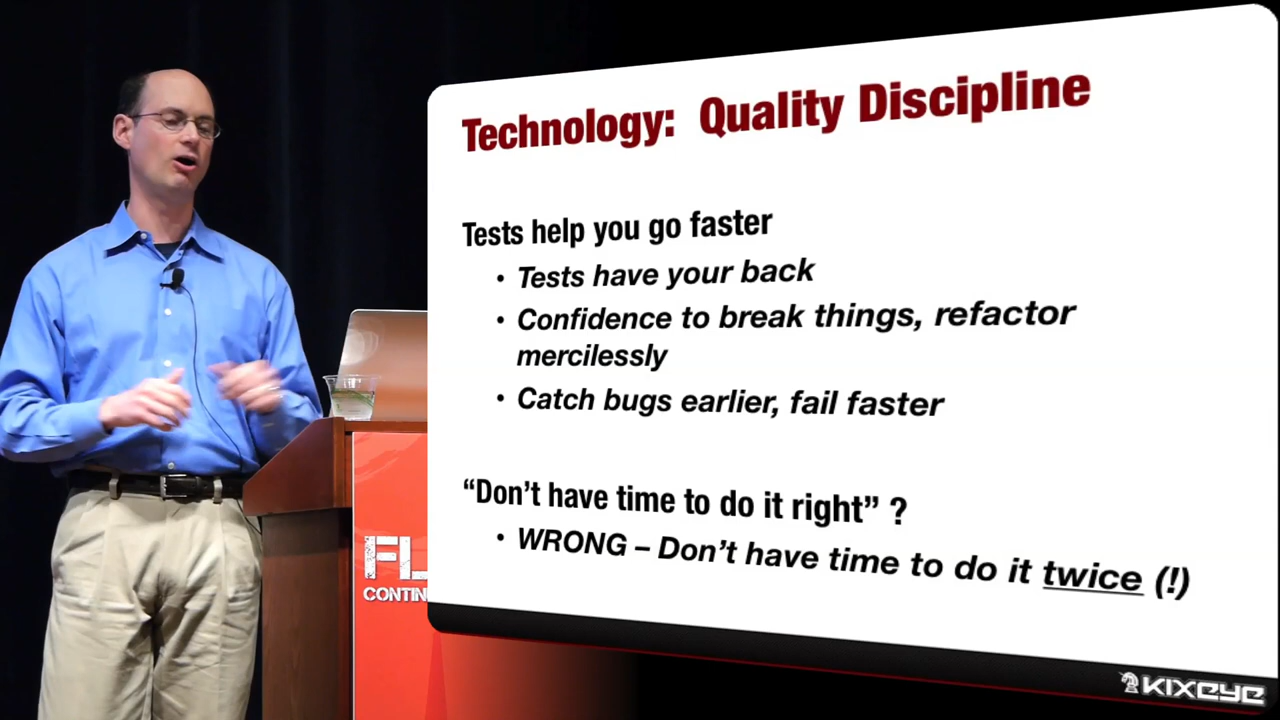 Technology: Quality Discipline
Tests help you go faster
• Tests have your back
• Confidence to break things, refactor
mercilessly
• Catch bugs earlier, fail faster
“Don’t have time to do it right” ?
• WRONG – Don’t have time to do it twice (!)
KIXEYE
FL
CONTIN